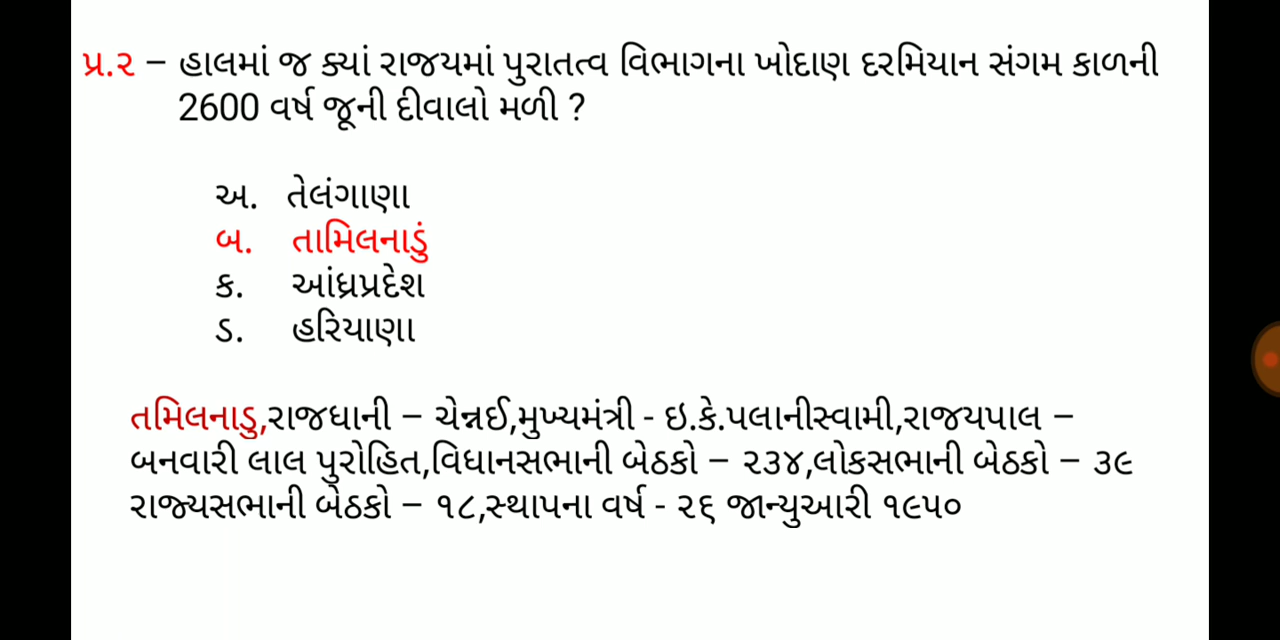 પ્ર.૨ – હાલમાં જ ક્યાં રાજયમાં પુરાતત્વ વિભાગના ખોદાણ દરમિયાન સંગમ કાળની
2600 વર્ષ જૂની દીવાલો મળી ?
અ. તેલંગાણા
બ. તામિલનાડું
ક. આંધ્રપ્રદેશ
ડ. હરિયાણા
તમિલનાડુ,રાજધાની – ચેન્નઈ,મુખ્યમંત્રી - ઇ.કે.પલાનીસ્વામી,રાજયપાલ –
બનવારી લાલ પુરોહિત,વિધાનસભાની બેઠકો – ૨૩૪,લોકસભાની બેઠકો – ૩૯
રાજ્યસભાની બેઠકો – ૧૮,સ્થાપના વર્ષ - ૨૬ જાન્યુઆરી ૧૯૫૦